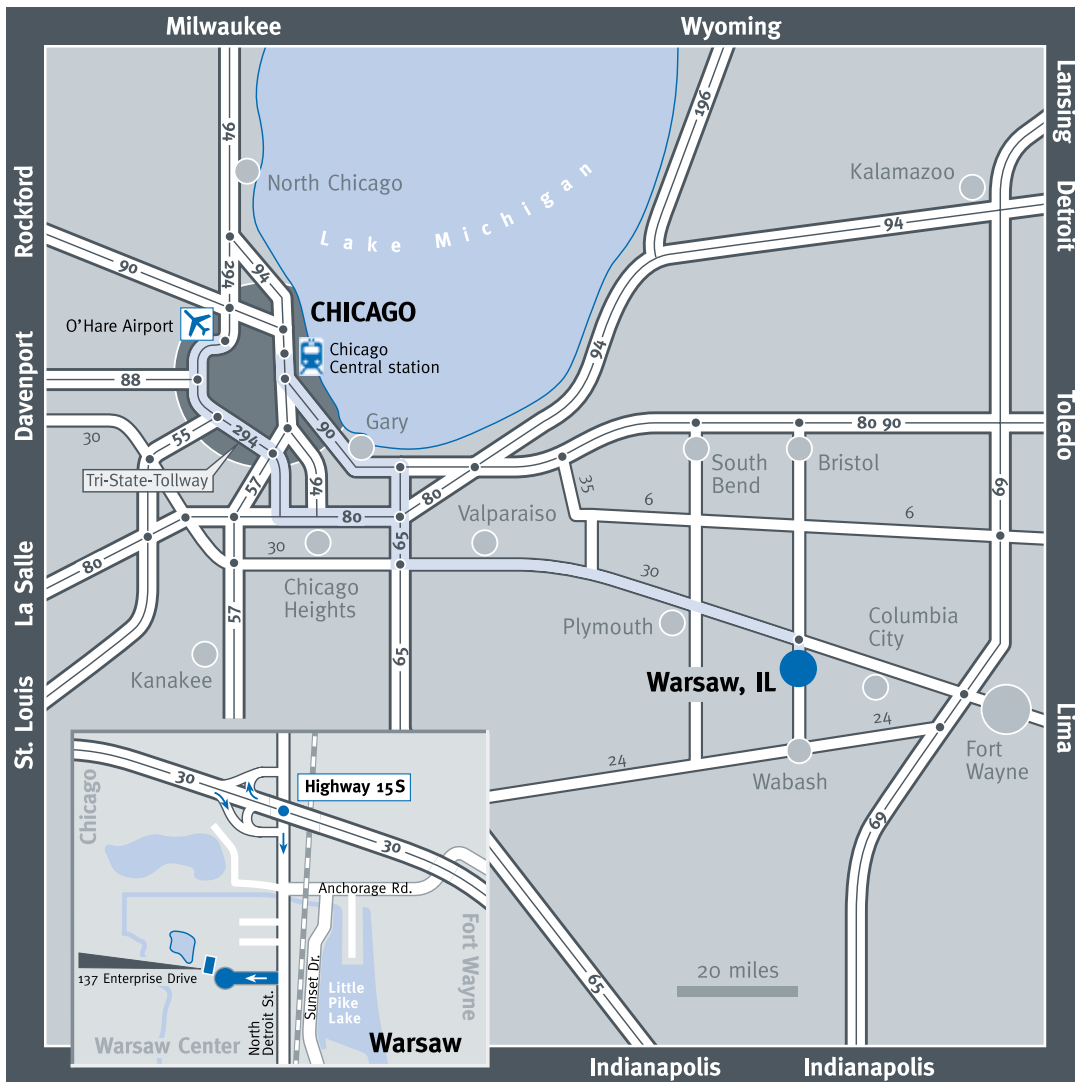 Milwaukee
Wyoming
Lansing
Detroit
Toledo
Lima
Rockford
Davenport
La Salle
St. Louis
Indianapolis
Indianapolis
94
196
North Chicago
Kalamazoo
Lake Michigan
94
90
294
94
CHICAGO
O'Hare Airport
Chicago
Central station
94
88
30
55
294
90
Gary
80 90
Tri-State-Tollway
57
94
80
South
Bend
Bristol
35
69
80
65
Valparaiso
6
6
30
80
Chicago
Heights
30
57
65
Plymouth
Columbia
City
Kanakee
Warsaw, IL
24
24
Wabash
Fort
Wayne
69
65
20 miles
Chicago
30
Highway 15S
30
Anchorage Rd.
Fort Wayne
137 Enterprise Drive
Sunset Dr.
Little
Pike
Lake
North
Detroit St.
Warsaw Center
Warsaw